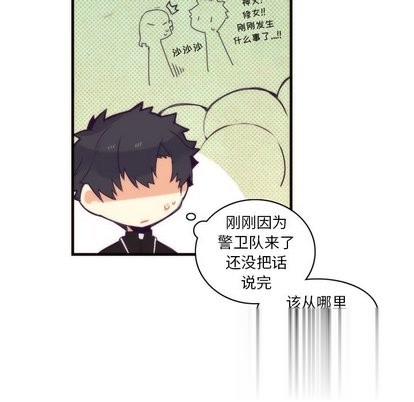 神父!
修女!!
刚刚发生
什么事了...!!
沙沙沙
刚刚因为
警卫队来了
还没把话
说完
该从哪里